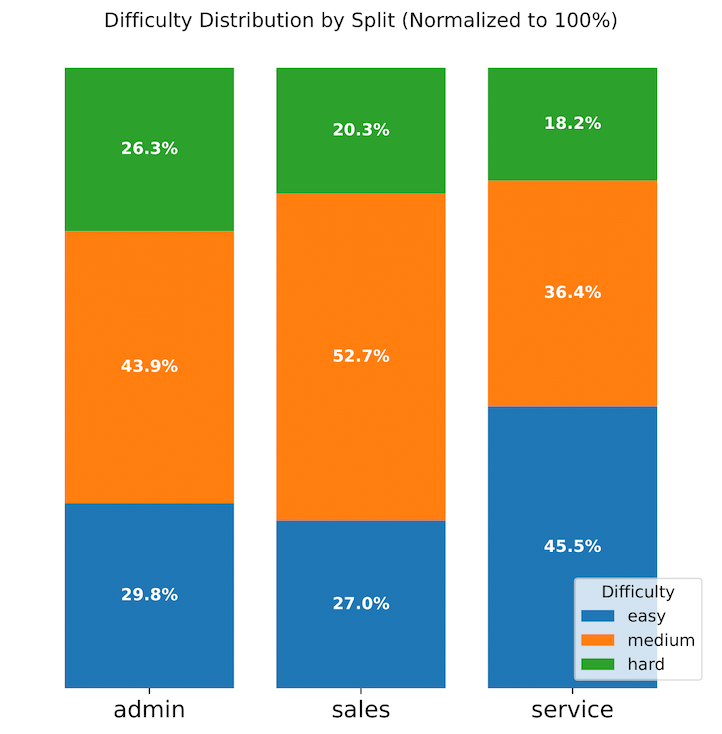 Difficulty Distribution by Split (Normalized to 100%)
26.3%
20.3%
18.2%
43.9%
52.7%
36.4%
29.8%
27.0%
45.5%
Difficulty
easy
medium
hard
admin
sales
service